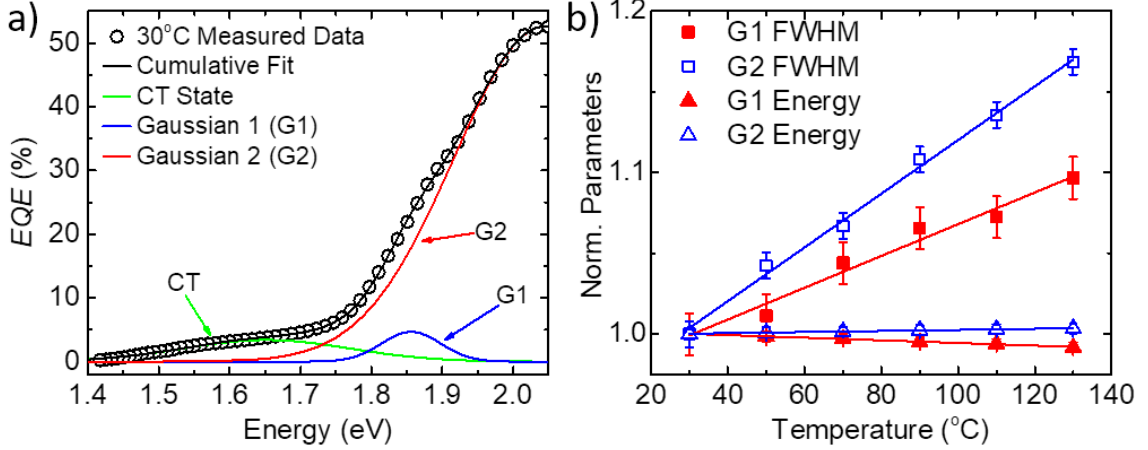 a)
50
40
30
20
10
0
EQE (%)
30°C Measured Data
Cumulative Fit
CT State
Gaussian 1 (G1)
Gaussian 2 (G2)
CT
G2
G1
1.4 1.5 1.6 1.7 1.8 1.9 2.0
Energy (eV)
b)
1.2
1.1
1.0
Norm. Parameters
G1 FWHM
G2 FWHM
G1 Energy
G2 Energy
20 40 60 80 100 120 140
Temperature (°C)